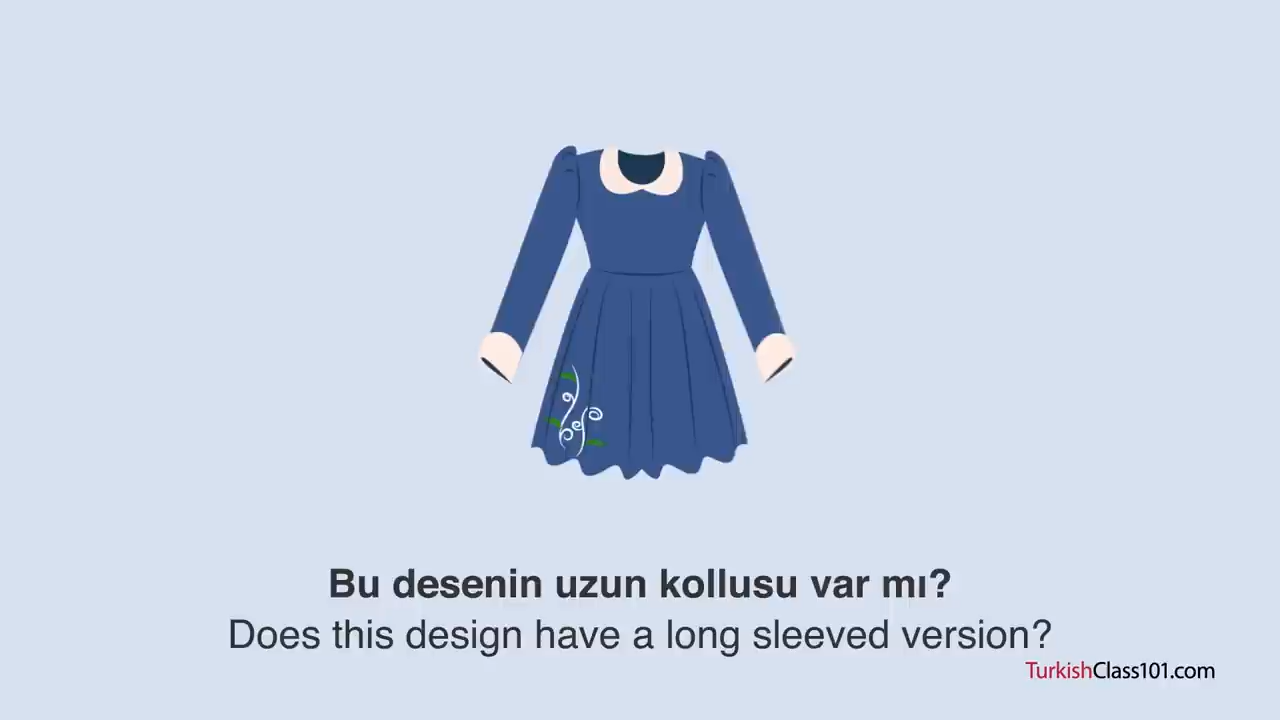 Bu desenin uzun kollusu var mı?
Does this design have a long sleeved version?
TurkishClass101.com